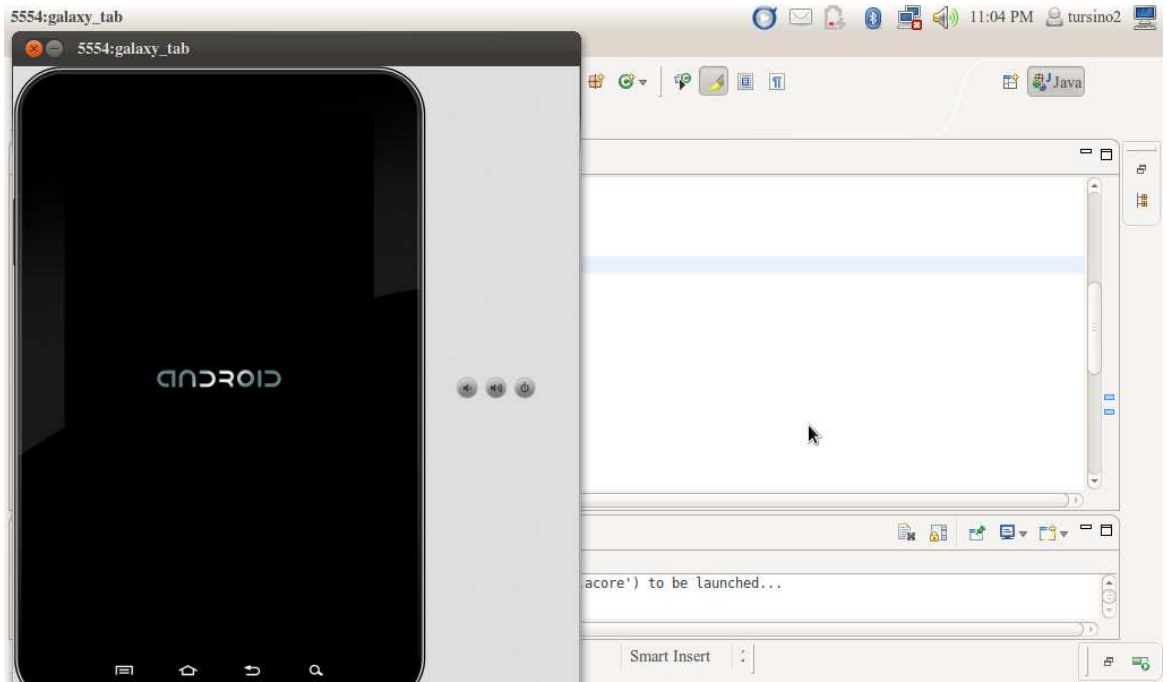 5554:galaxy_tab
11:04 PM tursino2
5554:galaxy_tab
Java
ANDROID
acore') to be launched...
Smart Insert
: